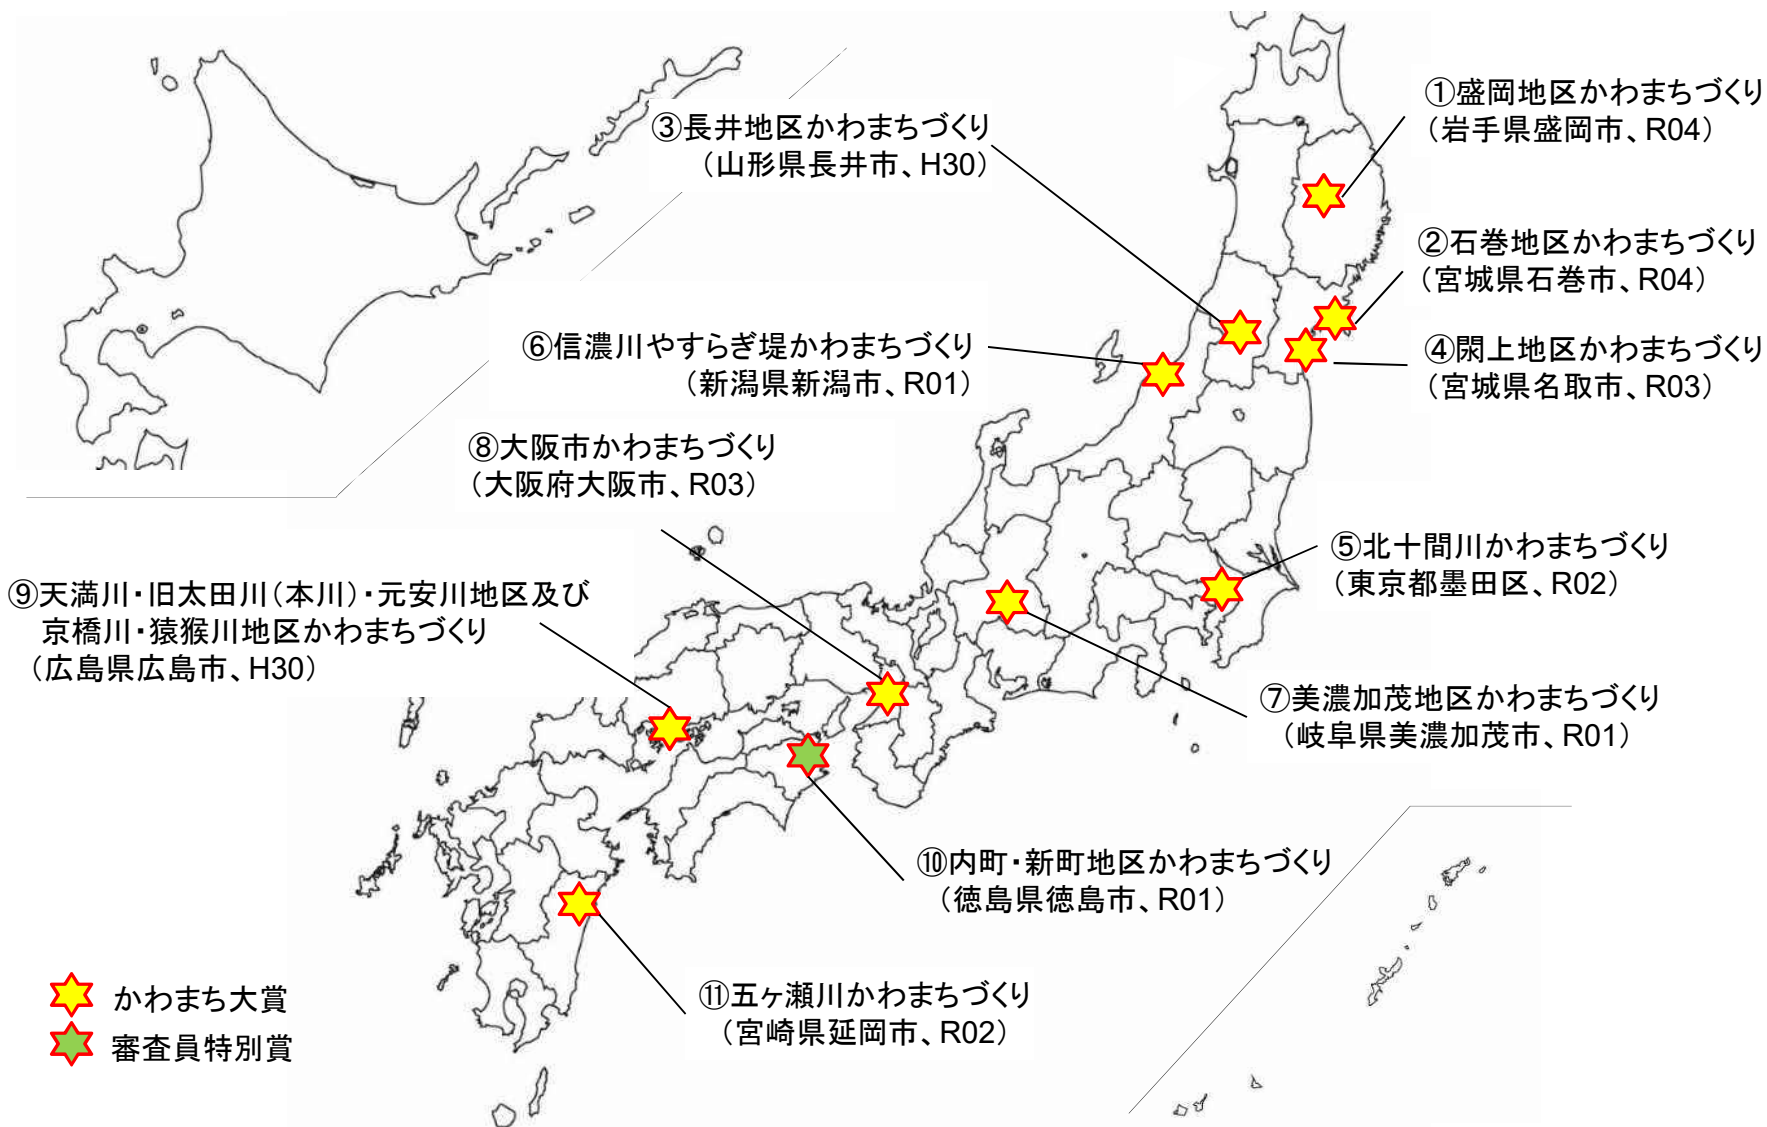 ①盛岡地区かわまちづくり
（岩手県盛岡市、R04）
②石巻地区かわまちづくり
（宮城県石巻市、R04）
③長井地区かわまちづくり
（山形県長井市、H30）
④閖上地区かわまちづくり
（宮城県名取市、R03）
⑤北十間川かわまちづくり
（東京都墨田区、R02）
⑥信濃川やすらぎ堤かわまちづくり
（新潟県新潟市、R01）
⑦美濃加茂地区かわまちづくり
（岐阜県美濃加茂市、R01）
⑧大阪市かわまちづくり
（大阪府大阪市、R03）
⑨天満川・旧太田川（本川）・元安川地区及び
京橋川・猿猴川地区かわまちづくり
（広島県広島市、H30）
⑩内町・新町地区かわまちづくり
（徳島県徳島市、R01）
⑪五ヶ瀬川かわまちづくり
（宮崎県延岡市、R02）
かわまち大賞
審査員特別賞